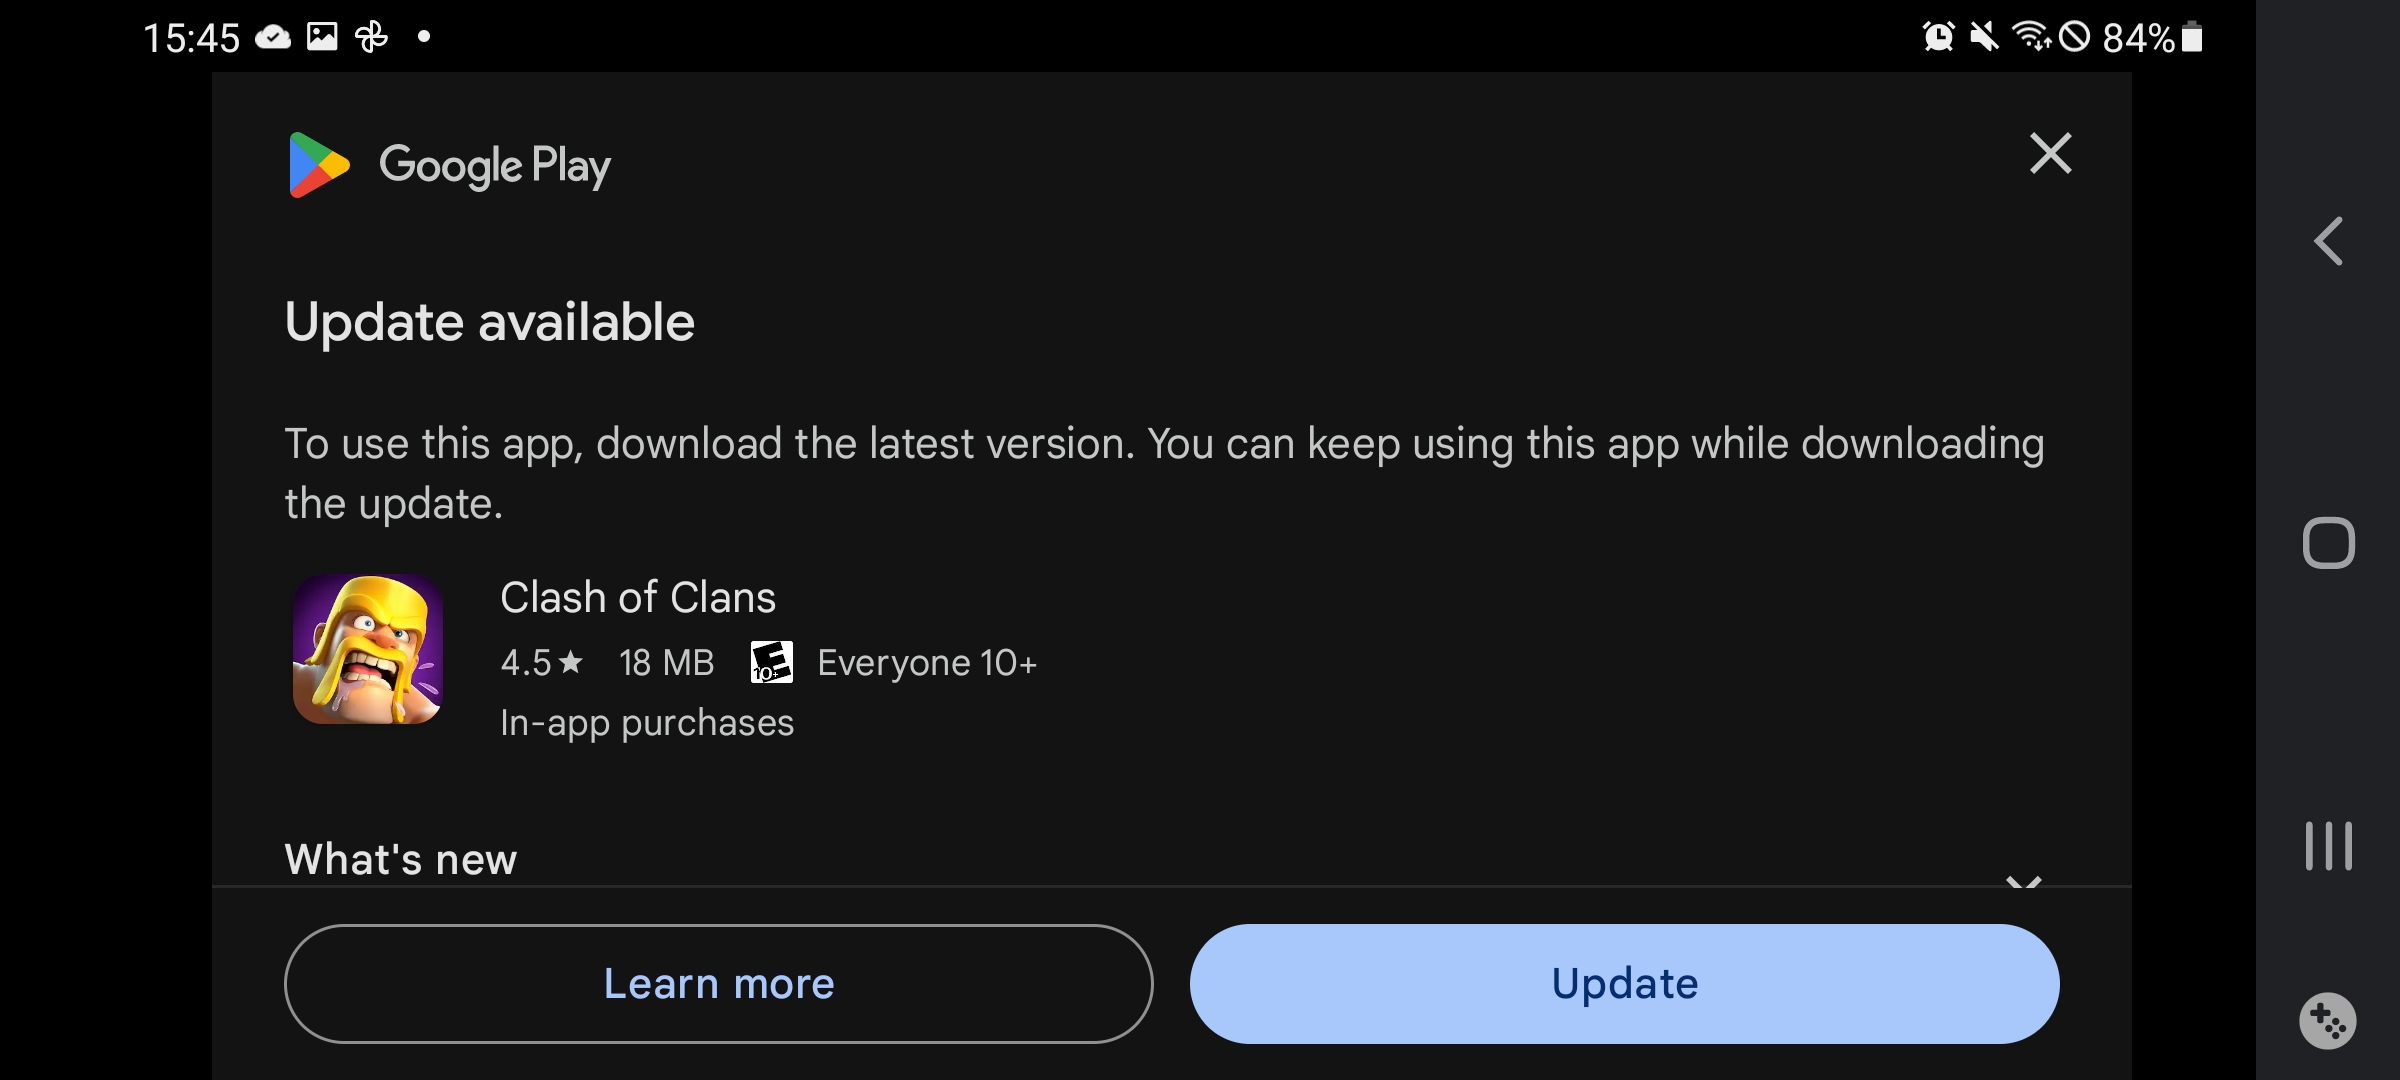 15:45
84%
Google Play
Update available
To use this app, download the latest version. You can keep using this app while downloading
the update.
Clash of Clans
4.5★ 18 MB E 10+ Everyone 10+
In-app purchases
What's new
Learn more
Update